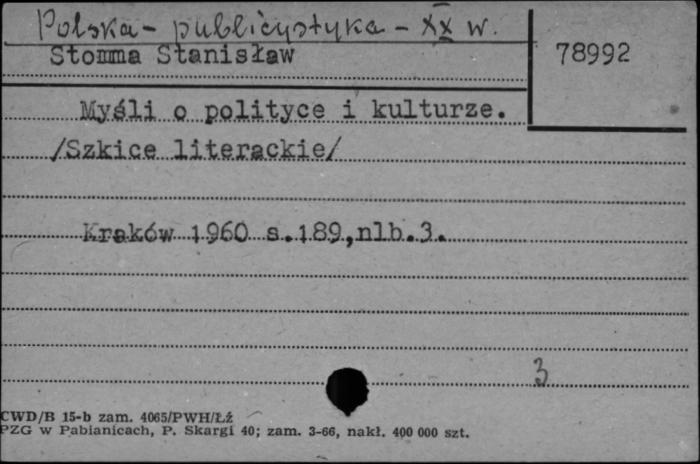 Polska - publicystyka - XX w.
Stomma Stanisław
78992
Myśli o polityce i kulturze.
/Szkice literackie/
Kraków 1960 s.189,nlb.3.
3
CWD/B 15-b zam. 4065/PWH/Łź
PZG w Pabianicach, P. Skargi 40; zam. 3-66, nakł. 400 000 szt.